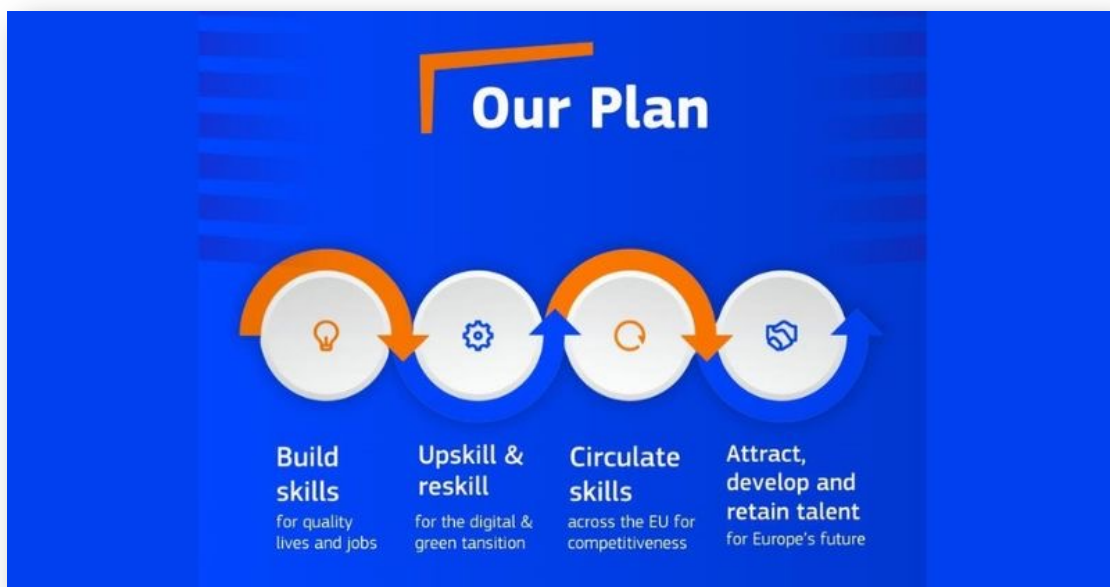 Our Plan
Build
skills
for quality
lives and jobs
Upskill &
reskill
for the digital &
green tansition
Circulate
skills
across the EU for
competitiveness
Attract,
develop and
retain talent
for Europe's future